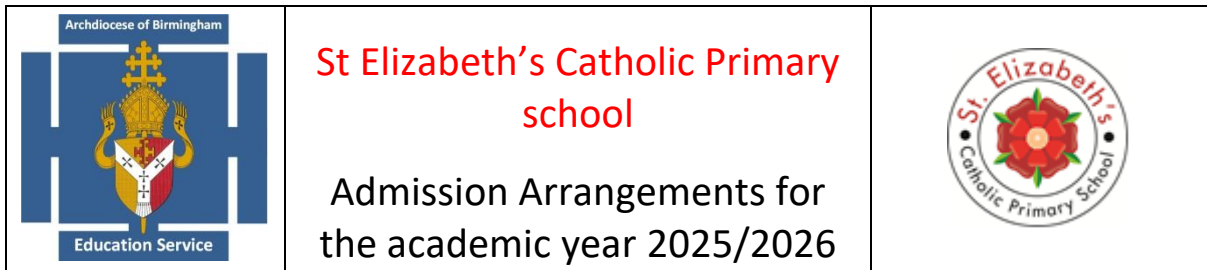 Archdiocese of Birmingham
Education Service
St Elizabeth’s Catholic Primary
school
Admission Arrangements for
the academic year 2025/2026
St. Elizabeth's
Catholic Primary School